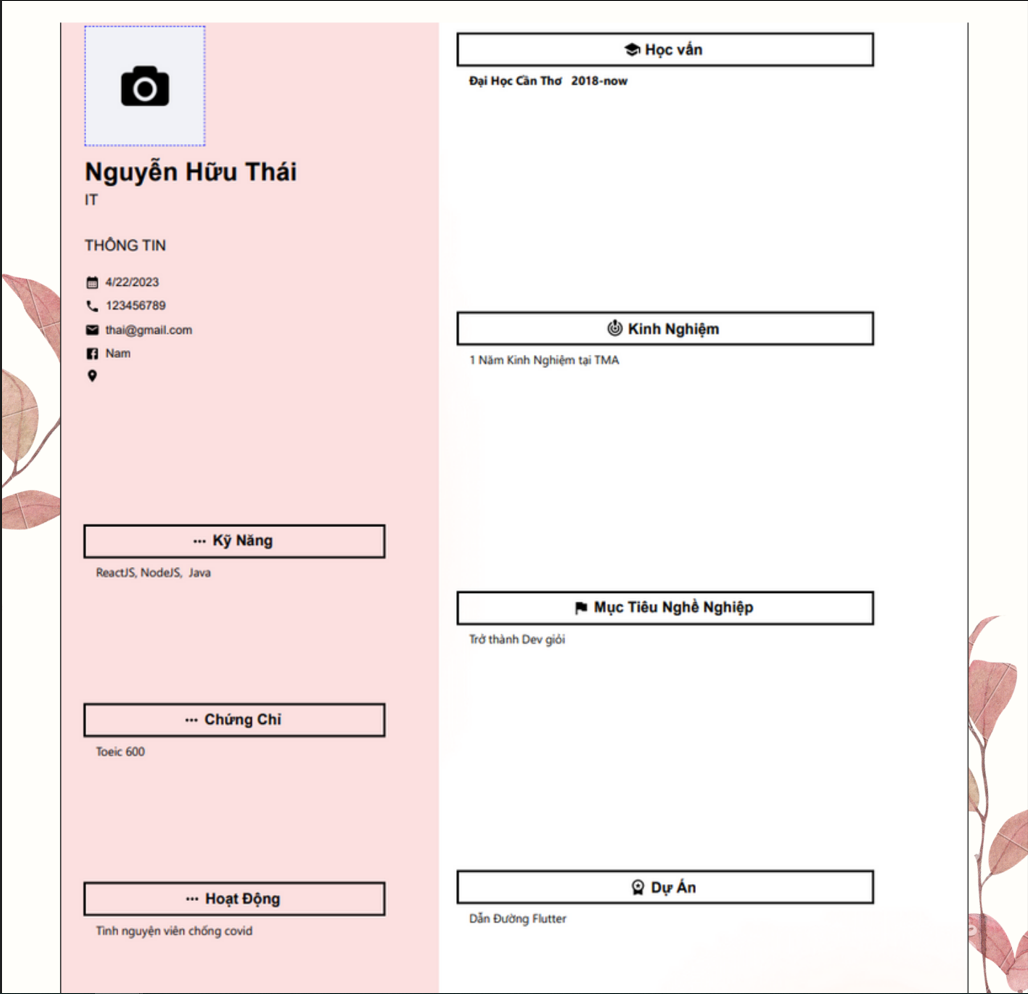 Nguyễn Hữu Thái
IT
THÔNG TIN
4/22/2023
123456789
thai@gmail.com
Nam
··· Kỹ Năng
ReactJS, NodeJS, Java
··· Chứng Chỉ
Toeic 600
··· Hoạt Động
Tình nguyện viên chống covid
Học vấn
Đại Học Cần Thơ 2018-now
Kinh Nghiệm
1 Năm Kinh Nghiệm tại TMA
Mục Tiêu Nghề Nghiệp
Trở thành Dev giỏi
Dự Án
Dẫn Đường Flutter